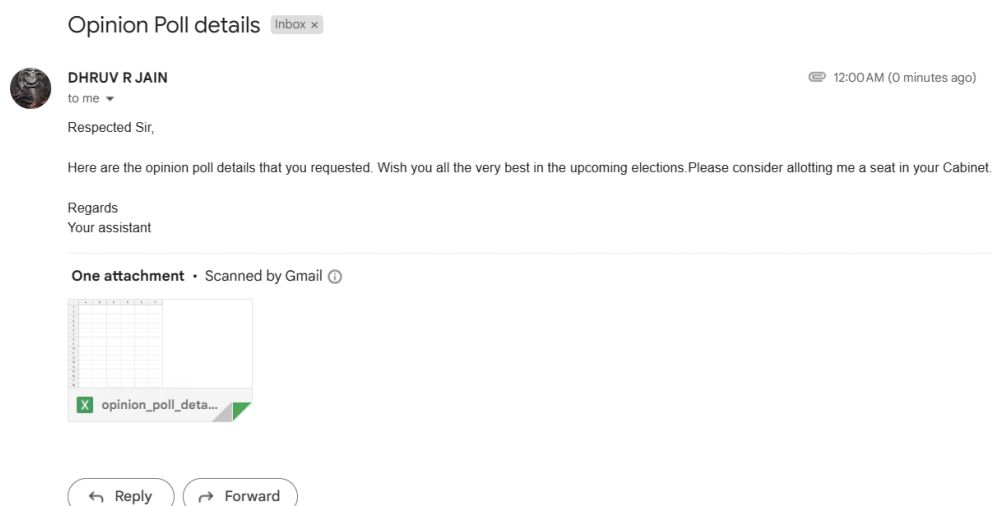 Opinion Poll details Inbox ×
DHRUV R JAIN 12:00 AM (0 minutes ago)
to me
Respected Sir,
Here are the opinion poll details that you requested. Wish you all the very best in the upcoming elections.Please consider allotting me a seat in your Cabinet.
Regards
Your assistant
One attachment • Scanned by Gmail
X opinion_poll_deta...
Reply Forward